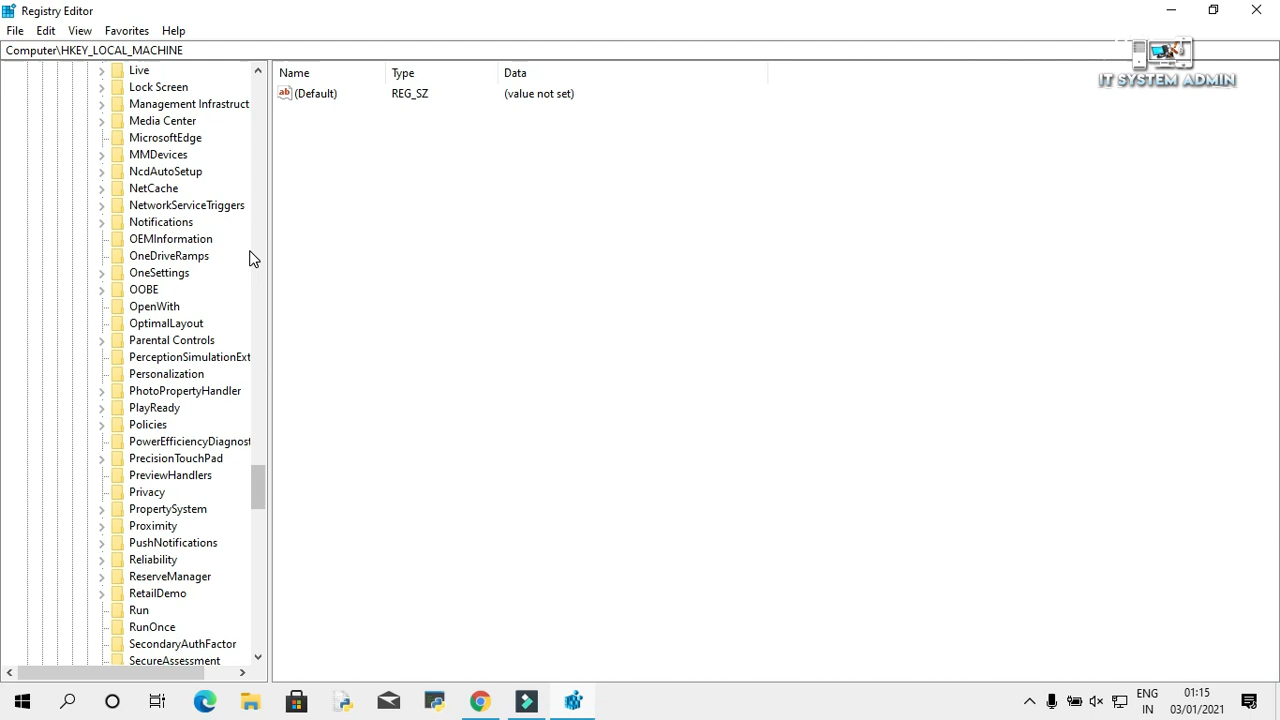 Registry Editor
File Edit View Favorites Help
Computer\HKEY_LOCAL_MACHINE
IT SYSTEM ADMIN
Live
Lock Screen
Management Infrastruct
Media Center
MicrosoftEdge
MMDevices
NcdAutoSetup
NetCache
NetworkServiceTriggers
Notifications
OEMInformation
OneDriveRamps
OneSettings
OOBE
OpenWith
OptimalLayout
Parental Controls
PerceptionSimulationExt
Personalization
PhotoPropertyHandler
PlayReady
Policies
PowerEfficiencyDiagnost
PrecisionTouchPad
PreviewHandlers
Privacy
PropertySystem
Proximity
PushNotifications
Reliability
ReserveManager
RetailDemo
Run
RunOnce
SecondaryAuthFactor
SecureAssessment
Name Type Data
ab (Default) REG_SZ (value not set)
ENG 01:15
IN 03/01/2021